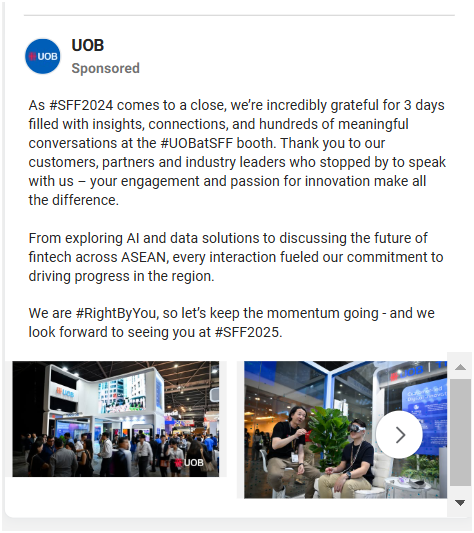 UOB
UOB
Sponsored
As #SFF2024 comes to a close, we're incredibly grateful for 3 days
filled with insights, connections, and hundreds of meaningful
conversations at the #UOBatSFF booth. Thank you to our
customers, partners and industry leaders who stopped by to speak
with us – your engagement and passion for innovation make all
the difference.
From exploring AI and data solutions to discussing the future of
fintech across ASEAN, every interaction fueled our commitment to
driving progress in the region.
We are #RightByYou, so let's keep the momentum going - and we
look forward to seeing you at #SFF2025.
UOB
UOB